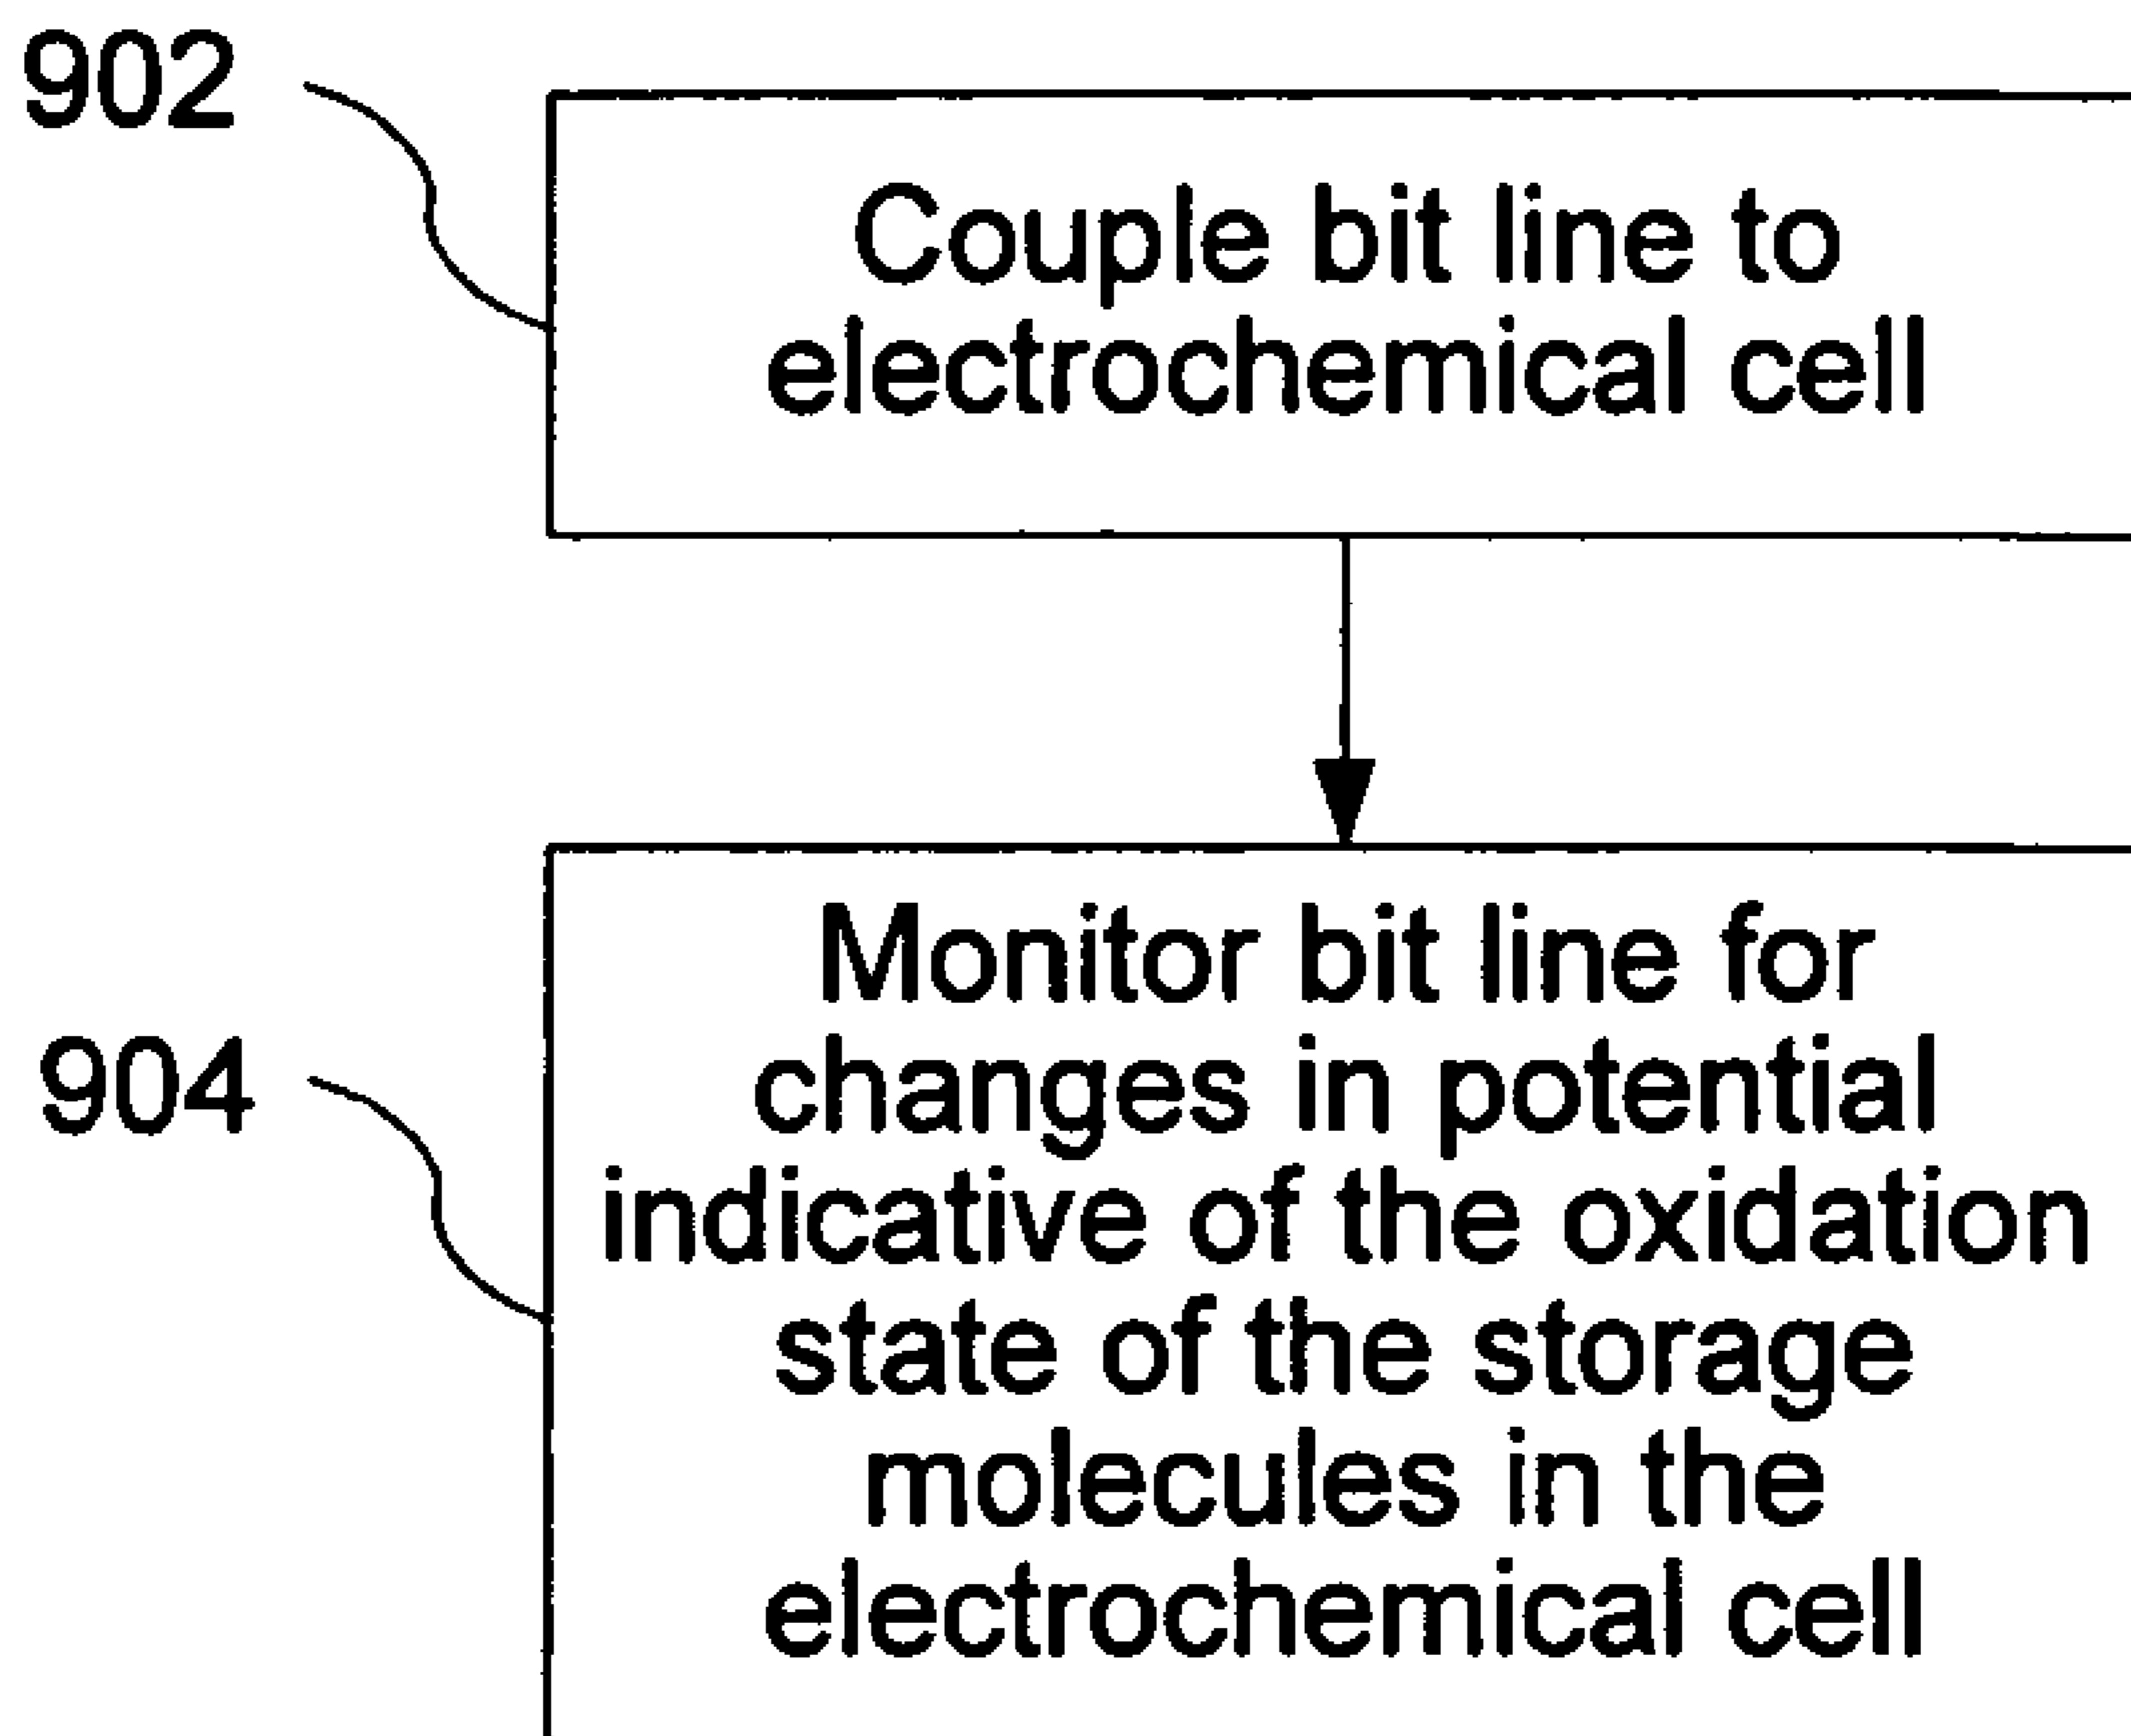 902
Couple bit line to
electrochemical cell
904
Monitor bit line for
changes in potential
indicative of the oxidation
state of the storage
molecules in the
electrochemical cell